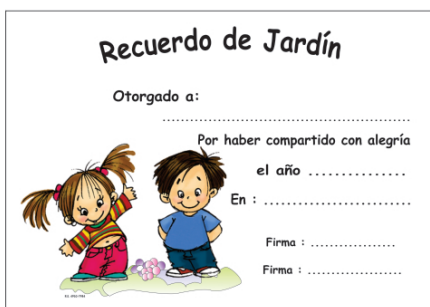 Recuerdo de Jardín
Otorgado a:
..................................................
Por haber compartido con alegría
el año ...............
En : .........................
Firma : ..................
Firma : ...................